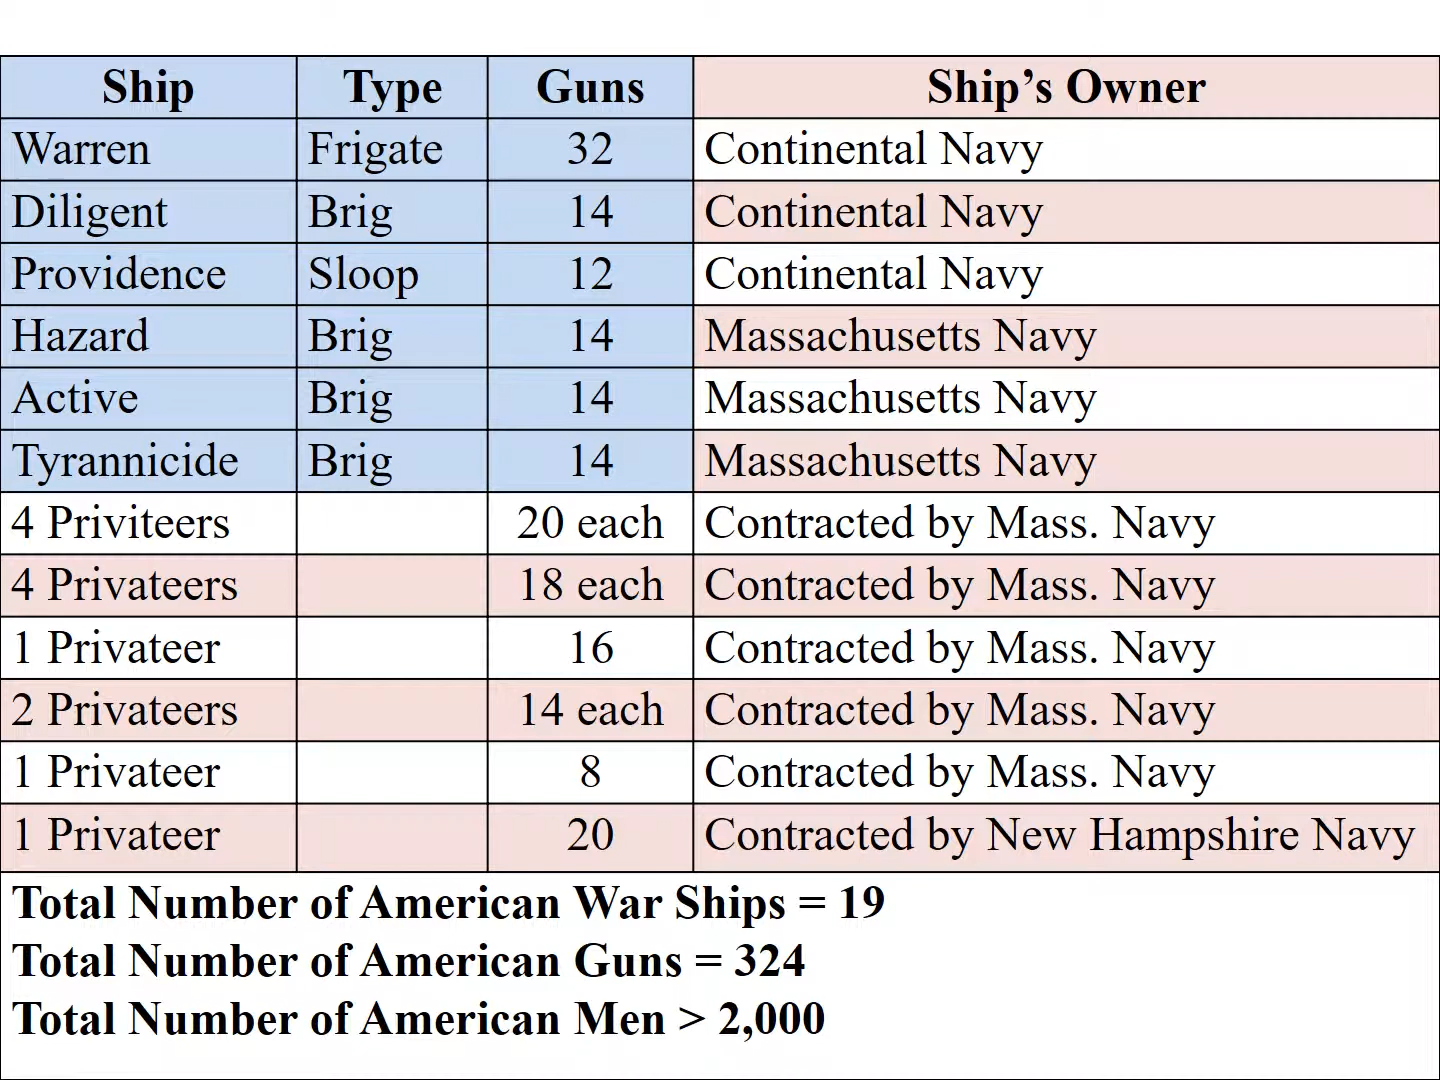 Ship Type Guns Ship’s Owner
Warren Frigate 32 Continental Navy
Diligent Brig 14 Continental Navy
Providence Sloop 12 Continental Navy
Hazard Brig 14 Massachusetts Navy
Active Brig 14 Massachusetts Navy
Tyrannicide Brig 14 Massachusetts Navy
4 Priviteers 20 each Contracted by Mass. Navy
4 Privateers 18 each Contracted by Mass. Navy
1 Privateer 16 Contracted by Mass. Navy
2 Privateers 14 each Contracted by Mass. Navy
1 Privateer 8 Contracted by Mass. Navy
1 Privateer 20 Contracted by New Hampshire Navy
Total Number of American War Ships = 19
Total Number of American Guns = 324
Total Number of American Men > 2,000